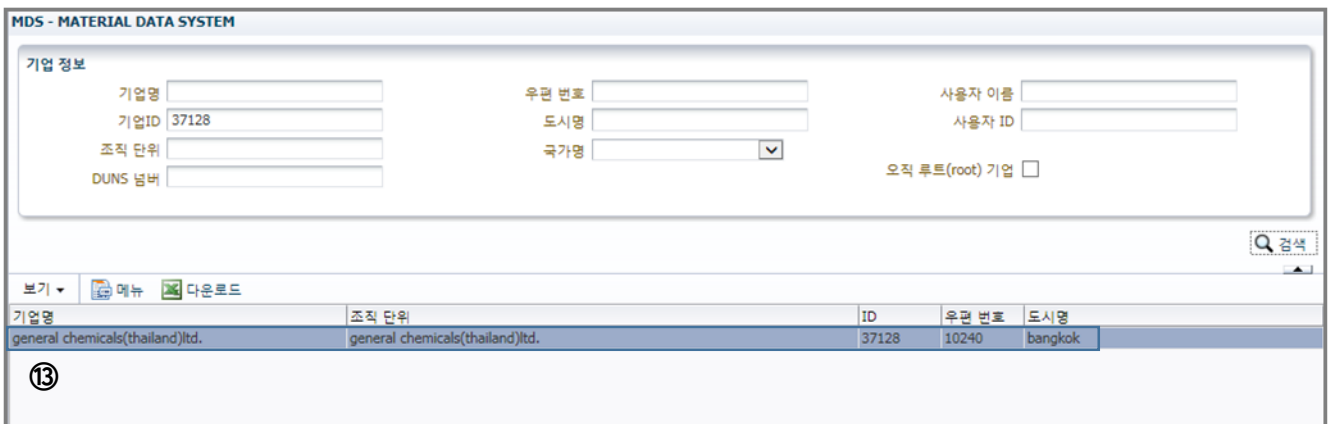 MDS - MATERIAL DATA SYSTEM
기업 정보
기업명 우편 번호 사용자 이름
기업ID 37128 도시명 사용자 ID
조직 단위 국가명
DUNS 넘버 오직 루트(root) 기업
검색
보기 메뉴 다운로드
기업명 조직 단위 ID 우편 번호 도시명
general chemicals(thailand)ltd. general chemicals(thailand)ltd. 37128 10240 bangkok
⑬